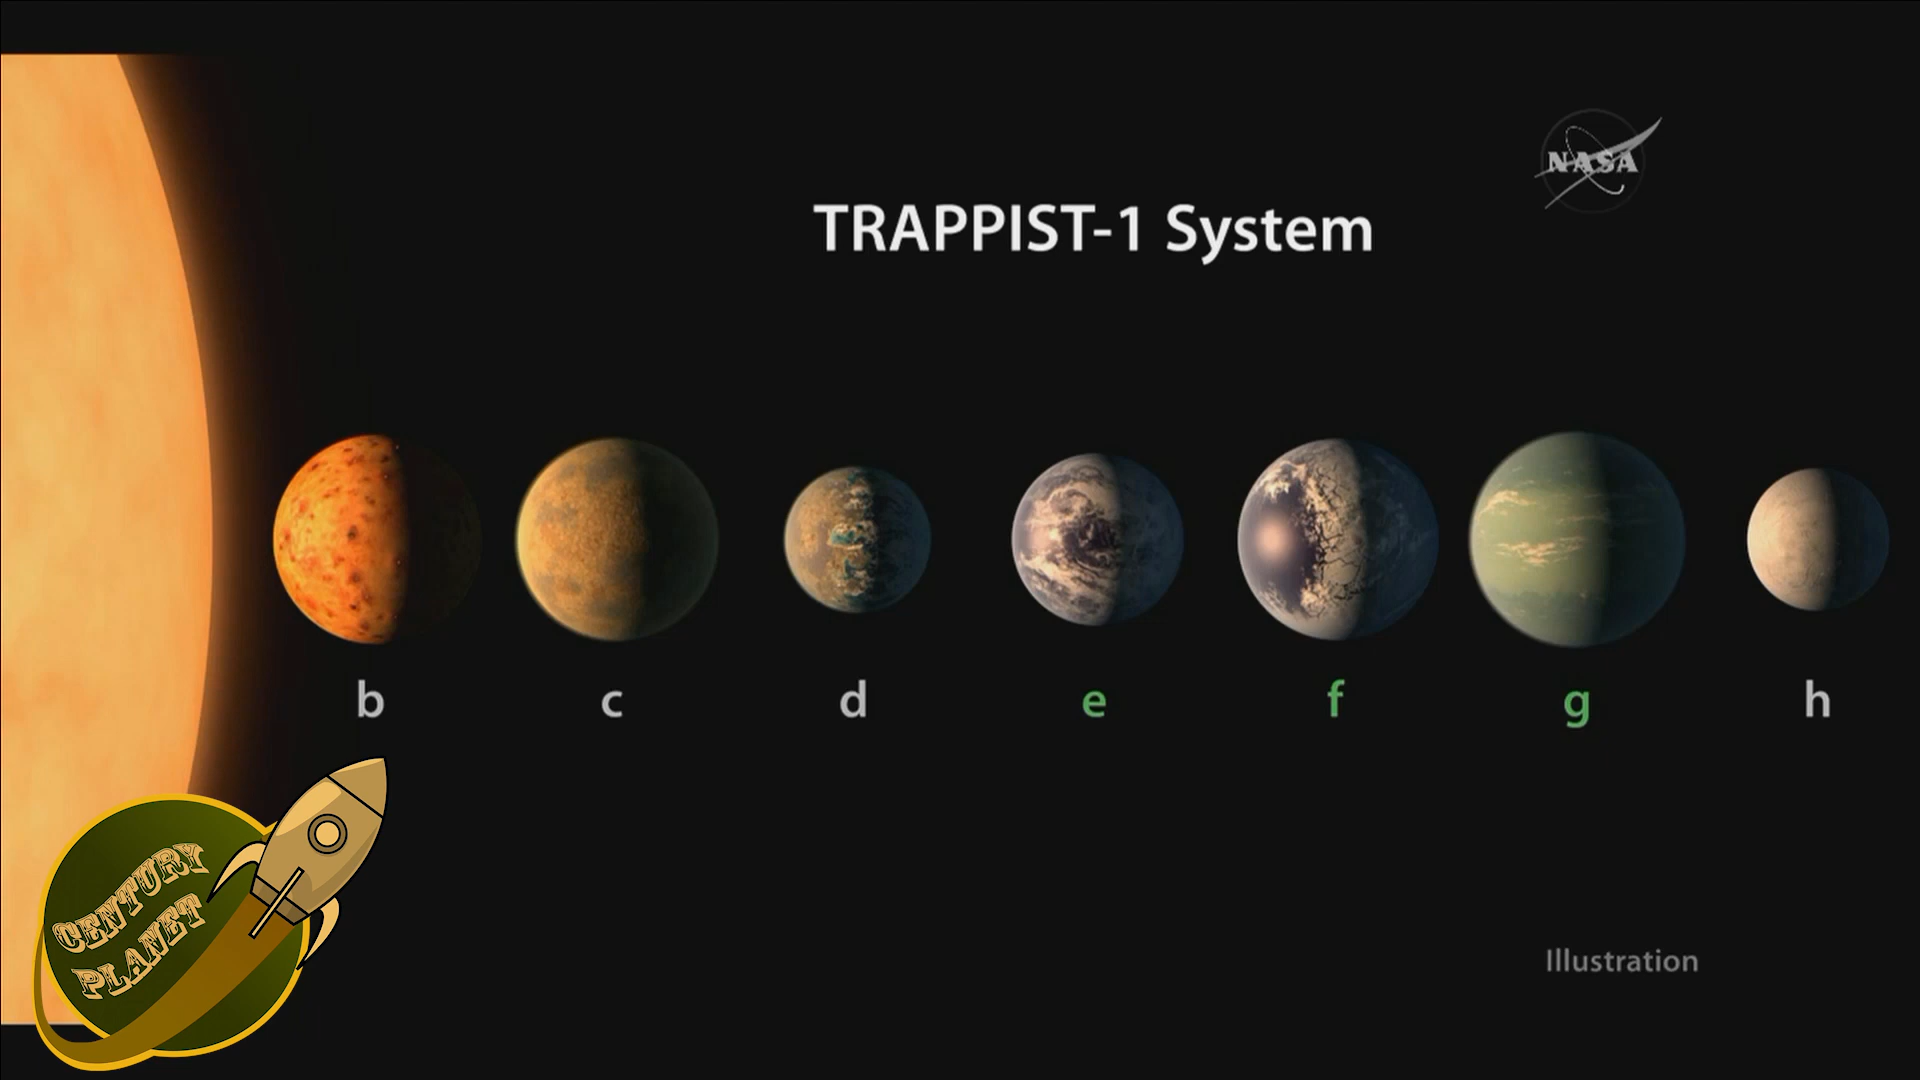 NASA
TRAPPIST-1 System
b c d e f g h
CENTURY
PLANET
Illustration